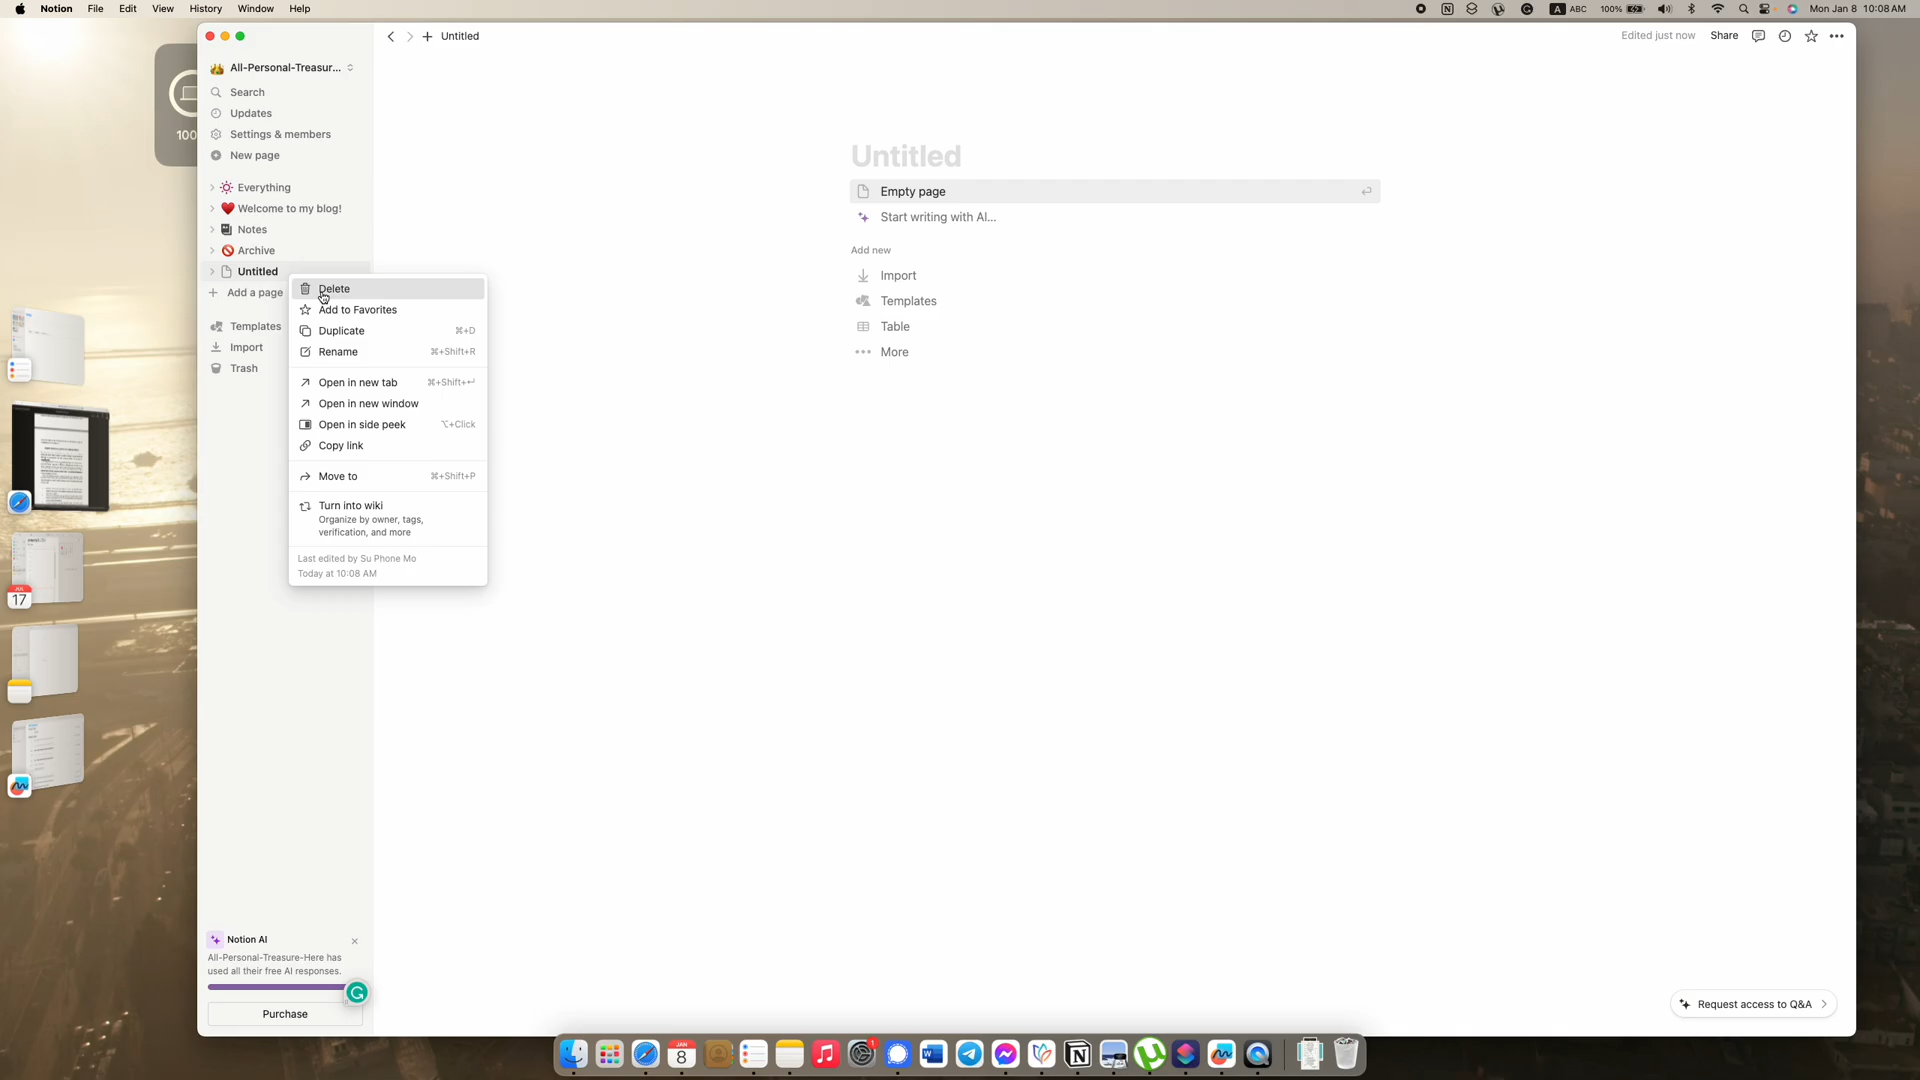 Notion File Edit View History Window Help
A ABC 100% Mon Jan 8 10:08 AM
Untitled
Edited just now Share
All-Personal-Treasur...
Search
Updates
Settings & members
New page
Everything
Welcome to my blog!
Notes
Archive
Untitled
Add a page
Templates
Import
Trash
100
Delete
Add to Favorites
Duplicate ⌘+D
Rename ⌘+Shift+R
Open in new tab ⌘+Shift+↵
Open in new window
Open in side peek ⌥+Click
Copy link
Move to ⌘+Shift+P
Turn into wiki
Organize by owner, tags,
verification, and more
Last edited by Su Phone Mo
Today at 10:08 AM
Untitled
Empty page
Start writing with AI...
Add new
Import
Templates
Table
More
JUL
17
Notion AI
All-Personal-Treasure-Here has
used all their free AI responses.
Purchase
Request access to Q&A
JAN
8
1